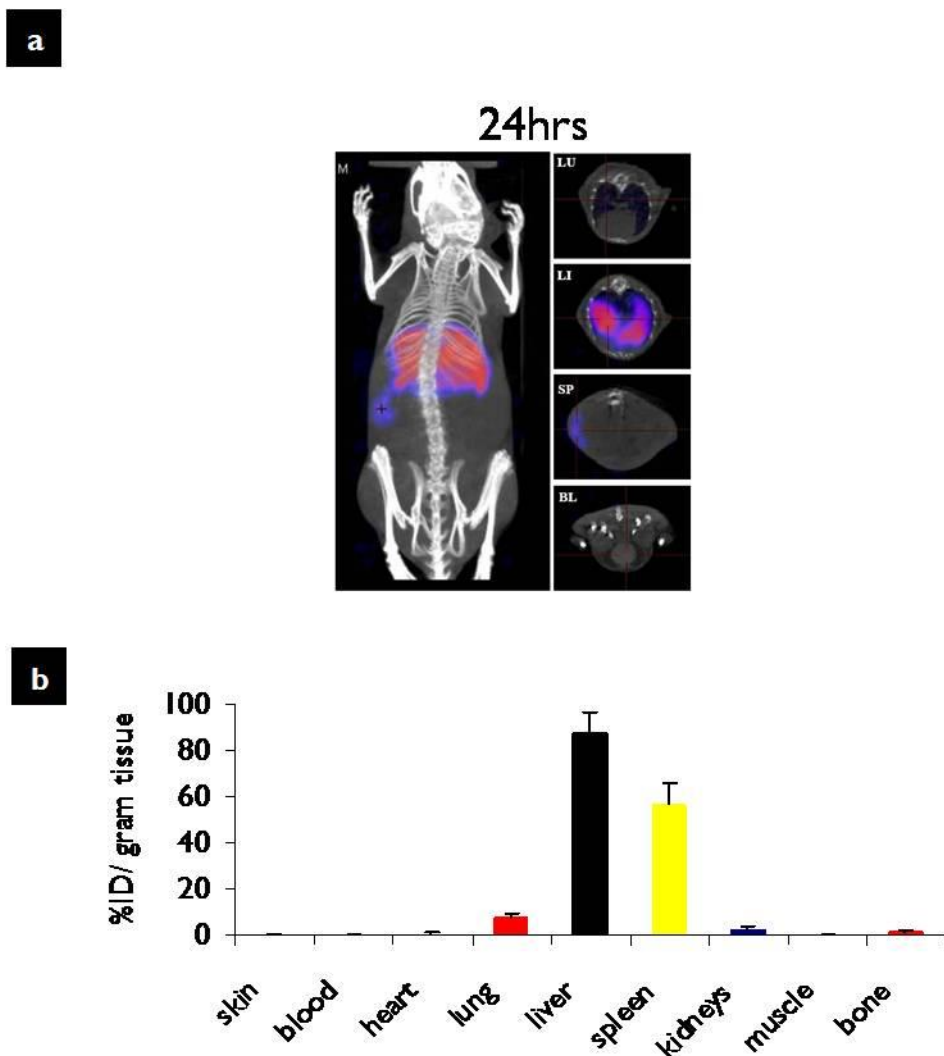 a
24hrs
M
LU
LI
SP
BL
b
%ID/ gram tissue
100
80
60
40
20
0
skin
blood
heart
lung
liver
spleen
kidneys
muscle
bone